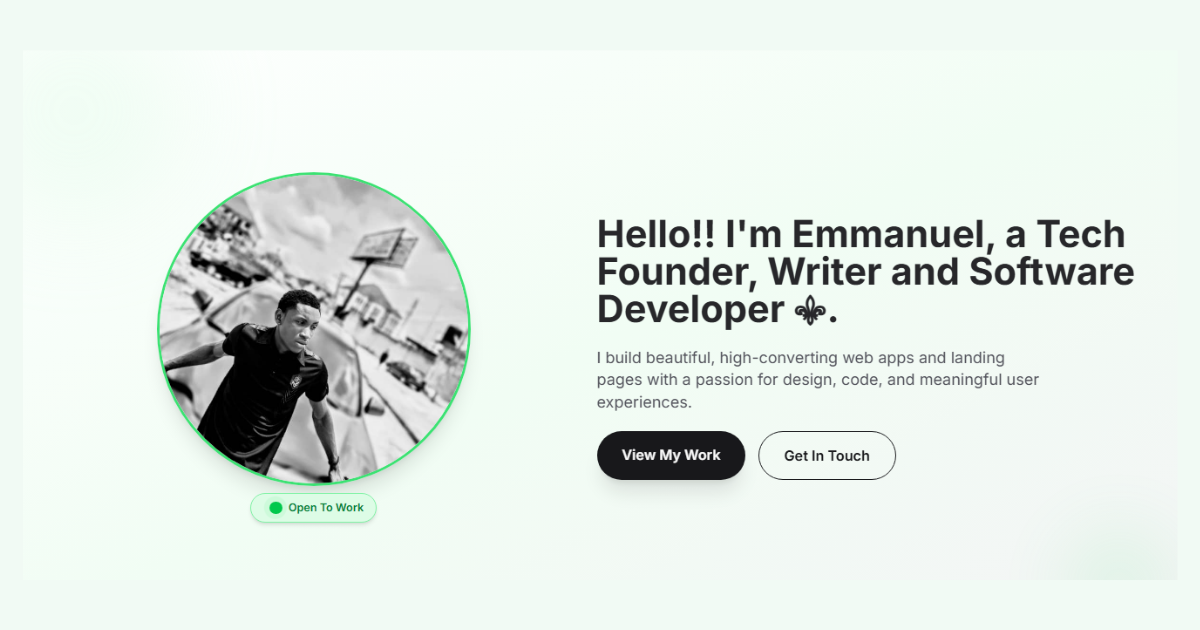 Hello!! I'm Emmanuel, a Tech
Founder, Writer and Software
Developer ⚜.
I build beautiful, high-converting web apps and landing
pages with a passion for design, code, and meaningful user
experiences.
View My Work
Get In Touch
Open To Work